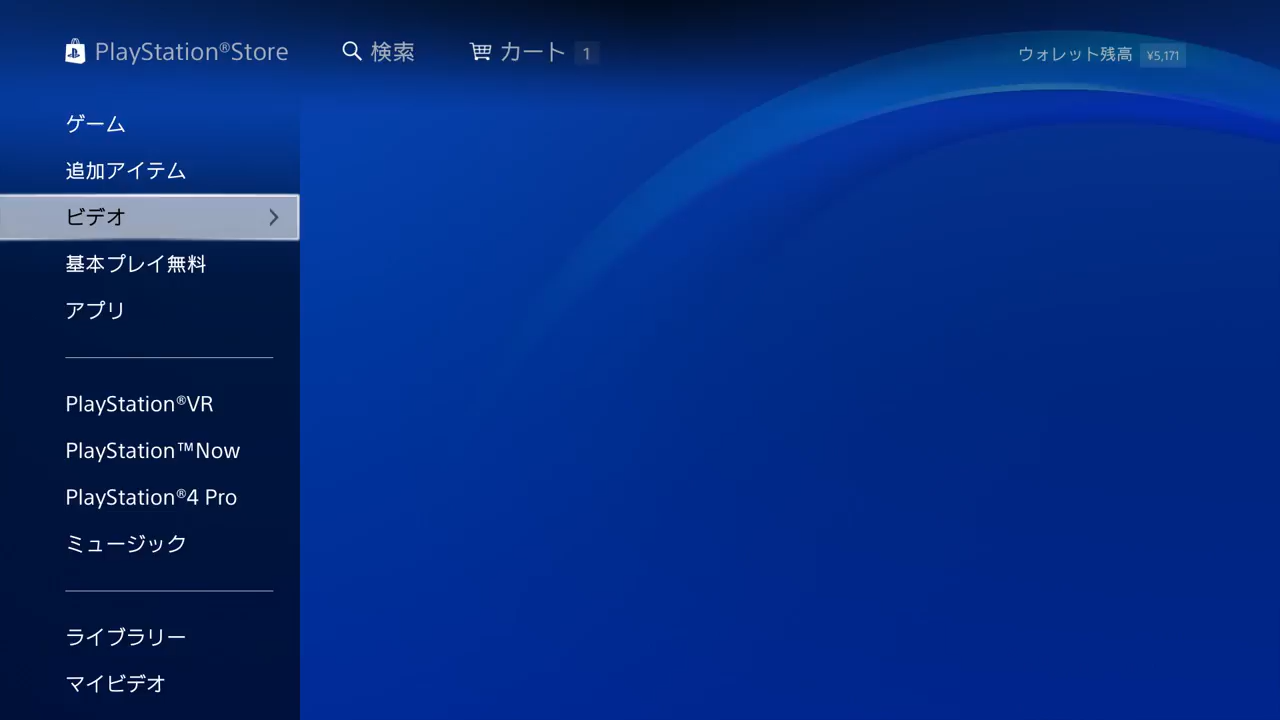 PlayStation®Store 検索 カート 1 ウォレット残高 ¥5,171
ゲーム
追加アイテム
ビデオ
基本プレイ無料
アプリ
PlayStation®VR
PlayStation™Now
PlayStation®4 Pro
ミュージック
ライブラリー
マイビデオ